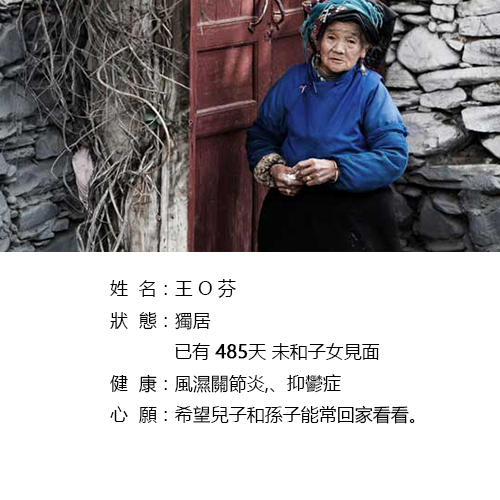 姓 名：王 O 芬
狀 態：獨居
已有 485天 未和子女見面
健 康：風濕關節炎,、抑鬱症
心 願：希望兒子和孫子能常回家看看。